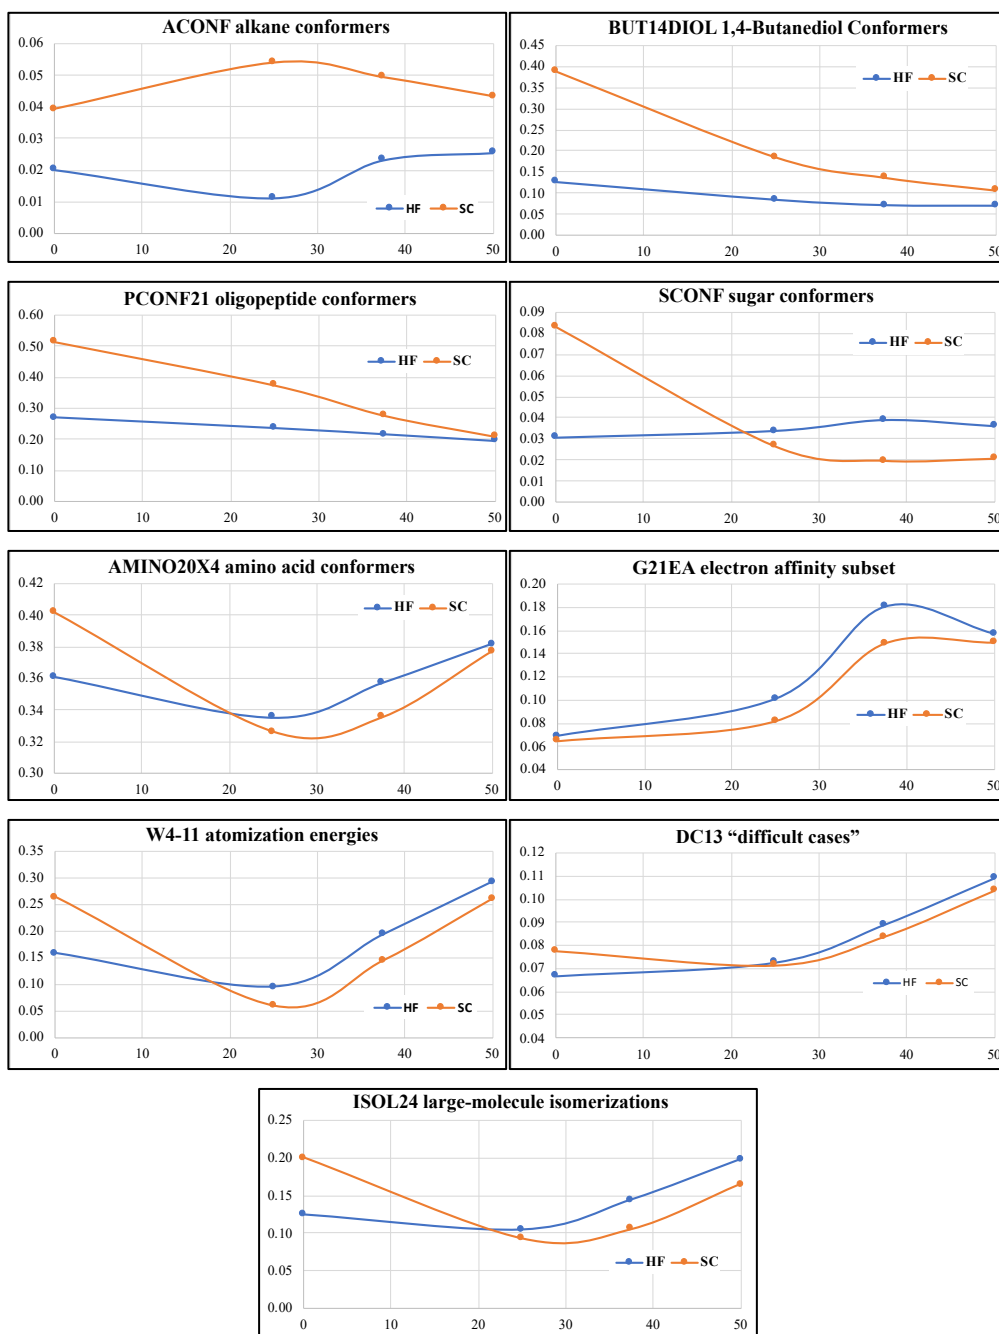 ACONF alkane conformers
0.06
0.05
0.04
0.03
0.02
0.01
0.00
HF SC
0 10 20 30 40 50
BUT14DIOL 1,4-Butanediol Conformers
0.45
0.40
0.35
0.30
0.25
0.20
0.15
0.10
0.05
0.00
HF SC
0 10 20 30 40 50
PCONF21 oligopeptide conformers
0.60
0.50
0.40
0.30
0.20
0.10
0.00
HF SC
0 10 20 30 40 50
SCONF sugar conformers
0.09
0.08
0.07
0.06
0.05
0.04
0.03
0.02
0.01
0.00
HF SC
0 10 20 30 40 50
AMINO20X4 amino acid conformers
0.42
0.40
0.38
0.36
0.34
0.32
0.30
HF SC
0 10 20 30 40 50
G21EA electron affinity subset
0.20
0.18
0.16
0.14
0.12
0.10
0.08
0.06
0.04
HF SC
0 10 20 30 40 50
W4-11 atomization energies
0.35
0.30
0.25
0.20
0.15
0.10
0.05
0.00
HF SC
0 10 20 30 40 50
DC13 “difficult cases”
0.12
0.11
0.10
0.09
0.08
0.07
0.06
0.05
0.04
HF SC
0 10 20 30 40 50
ISOL24 large-molecule isomerizations
0.25
0.20
0.15
0.10
0.05
0.00
HF SC
0 10 20 30 40 50